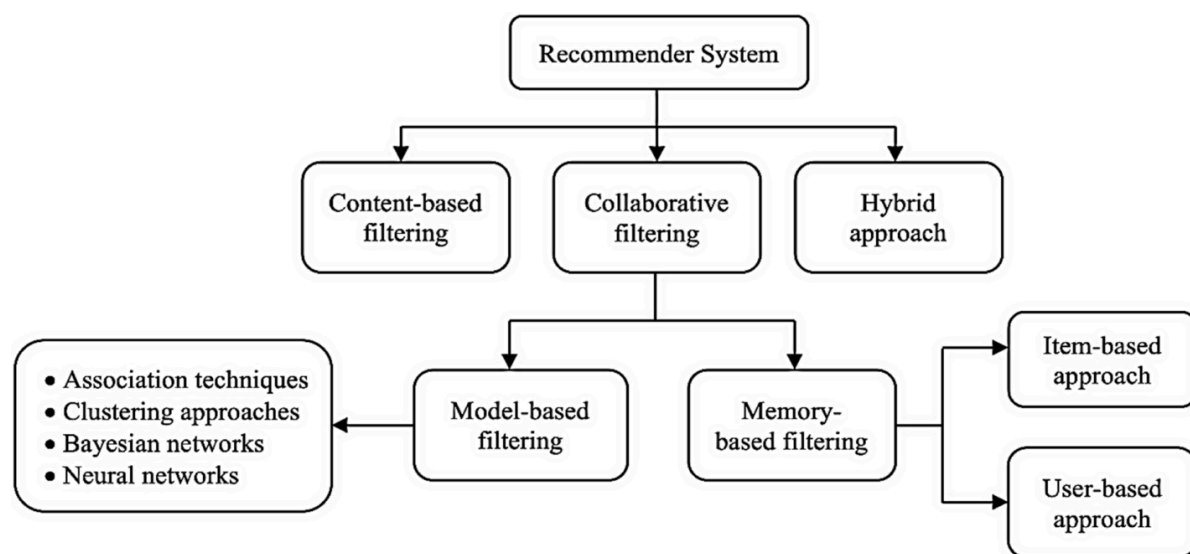 Recommender System
Content-based
filtering
Collaborative
filtering
Hybrid
approach
• Association techniques
• Clustering approaches
• Bayesian networks
• Neural networks
Model-based
filtering
Memory-
based filtering
Item-based
approach
User-based
approach